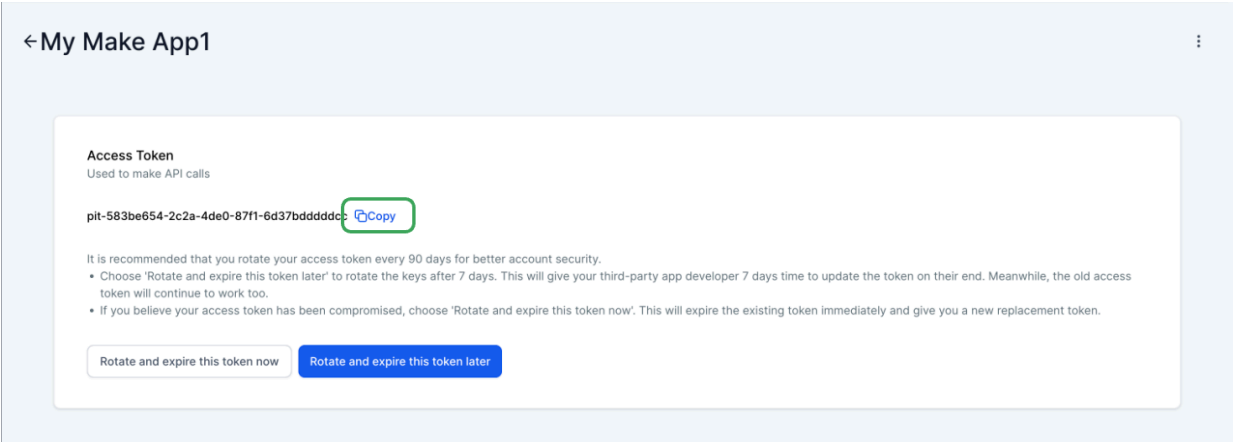 ←My Make App1
Access Token
Used to make API calls
pit-583be654-2c2a-4de0-87f1-6d37bdddddcc Copy
It is recommended that you rotate your access token every 90 days for better account security.
• Choose 'Rotate and expire this token later' to rotate the keys after 7 days. This will give your third-party app developer 7 days time to update the token on their end. Meanwhile, the old access
token will continue to work too.
• If you believe your access token has been compromised, choose 'Rotate and expire this token now'. This will expire the existing token immediately and give you a new replacement token.
Rotate and expire this token now Rotate and expire this token later